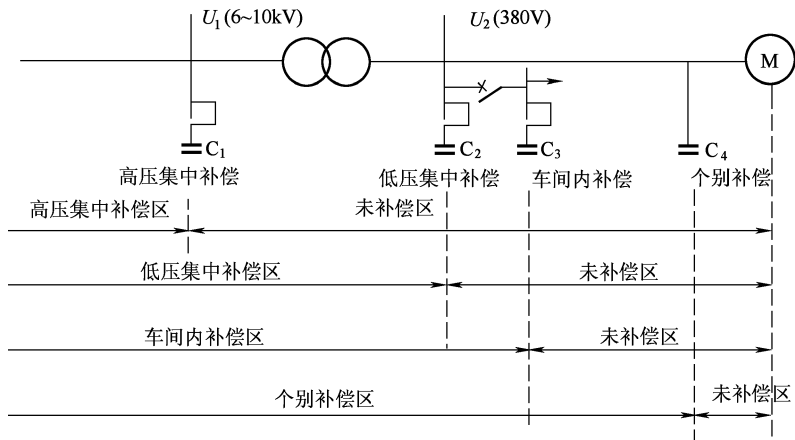 U₁(6~10kV)
U₂(380V)
M
C₁
C₂
C₃
C₄
高压集中补偿
低压集中补偿
车间内补偿
个别补偿
高压集中补偿区
未补偿区
低压集中补偿区
未补偿区
车间内补偿区
未补偿区
个别补偿区
未补偿区